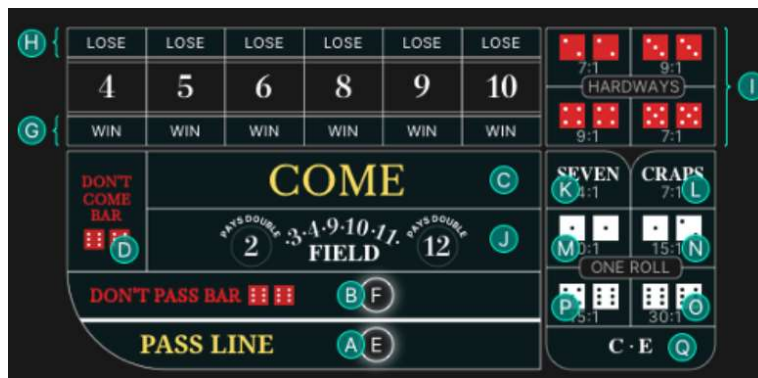 H LOSE LOSE LOSE LOSE LOSE LOSE
4 5 6 8 9 10
G WIN WIN WIN WIN WIN WIN
7:1 9:1
HARDWAYS
I
9:1 7:1
DON'T
COME
BAR
D
COME C
PAYS DOUBLE
2
3·4·9·10·11
FIELD
PAYS DOUBLE
12
J
DON'T PASS BAR B F
PASS LINE A E
SEVEN CRAPS
K 4:1 7:1 L
M N
ONE ROLL
P 30:1 O
C·E Q